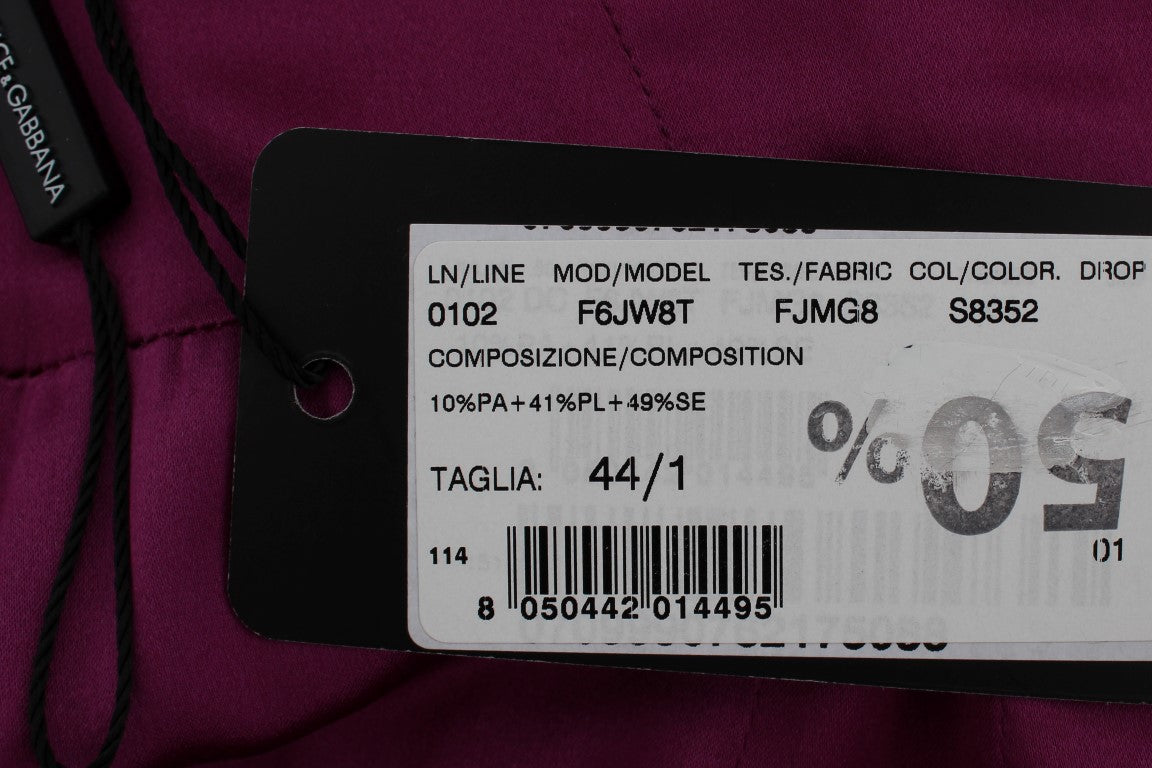 CE & GABBANA
LN/LINE MOD/MODEL TES./FABRIC COL/COLOR. DROP
0102 F6JW8T FJMG8 S8352
COMPOSIZIONE/COMPOSITION
10%PA+41%PL+49%SE
50%
TAGLIA: 44/1
01
114
8 050442 014495